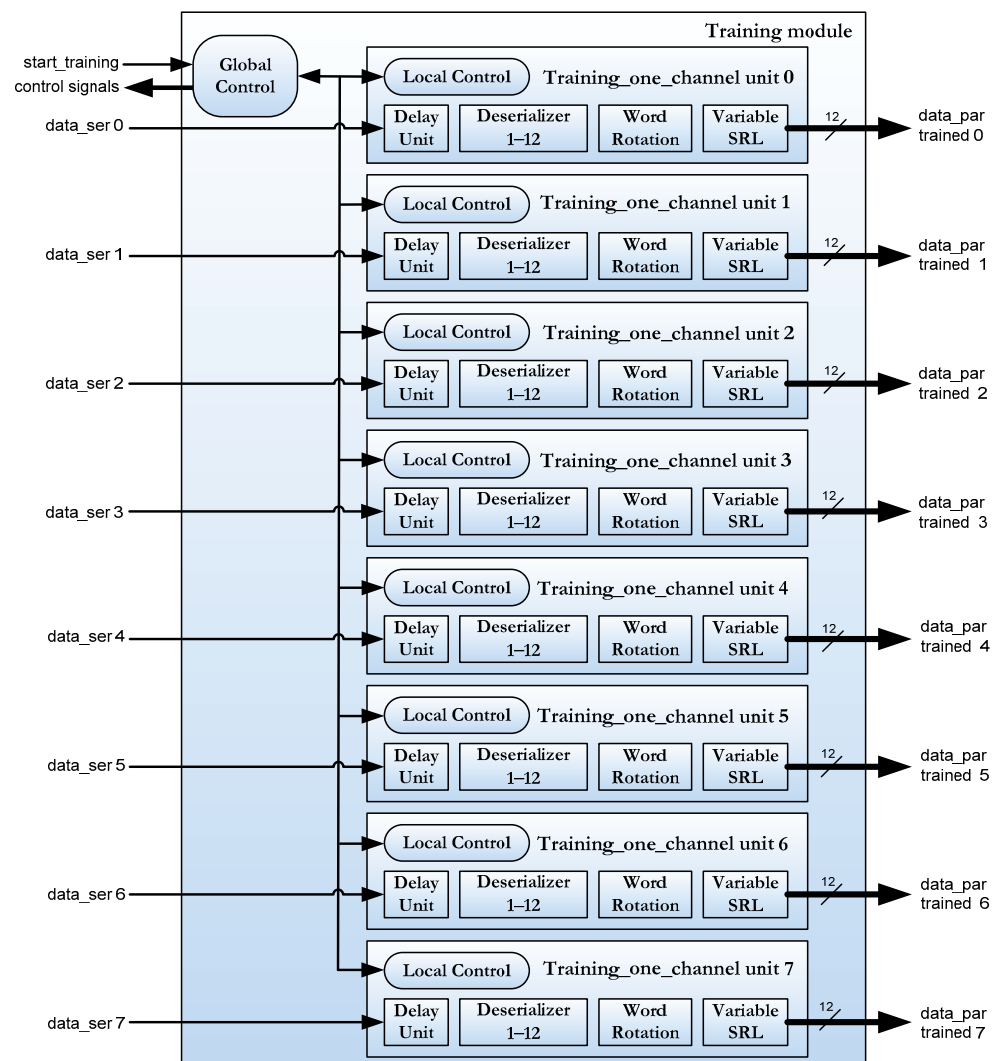 Training module
start_training
control signals
Global
Control
Local Control
Training_one_channel unit 0
data_ser 0
Delay
Unit
Deserializer
1–12
Word
Rotation
Variable
SRL
12
data_par
trained 0
Local Control
Training_one_channel unit 1
data_ser 1
Delay
Unit
Deserializer
1–12
Word
Rotation
Variable
SRL
12
data_par
trained 1
Local Control
Training_one_channel unit 2
data_ser 2
Delay
Unit
Deserializer
1–12
Word
Rotation
Variable
SRL
12
data_par
trained 2
Local Control
Training_one_channel unit 3
data_ser 3
Delay
Unit
Deserializer
1–12
Word
Rotation
Variable
SRL
12
data_par
trained 3
Local Control
Training_one_channel unit 4
data_ser 4
Delay
Unit
Deserializer
1–12
Word
Rotation
Variable
SRL
12
data_par
trained 4
Local Control
Training_one_channel unit 5
data_ser 5
Delay
Unit
Deserializer
1–12
Word
Rotation
Variable
SRL
12
data_par
trained 5
Local Control
Training_one_channel unit 6
data_ser 6
Delay
Unit
Deserializer
1–12
Word
Rotation
Variable
SRL
12
data_par
trained 6
Local Control
Training_one_channel unit 7
data_ser 7
Delay
Unit
Deserializer
1–12
Word
Rotation
Variable
SRL
12
data_par
trained 7